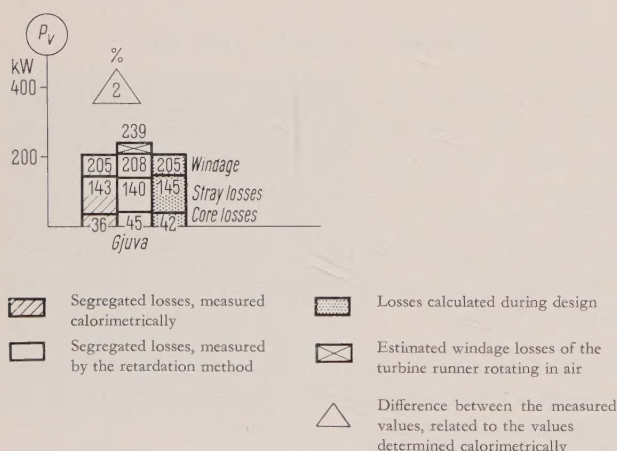 Pv
kW
400
200
%
2
239
205 208 205 Windage
143 140 145 Stray losses
36 45 42 Core losses
Gjuva
Segregated losses, measured
calorimetrically
Segregated losses, measured
by the retardation method
Losses calculated during design
Estimated windage losses of the
turbine runner rotating in air
Difference between the measured
values, related to the values
determined calorimetrically